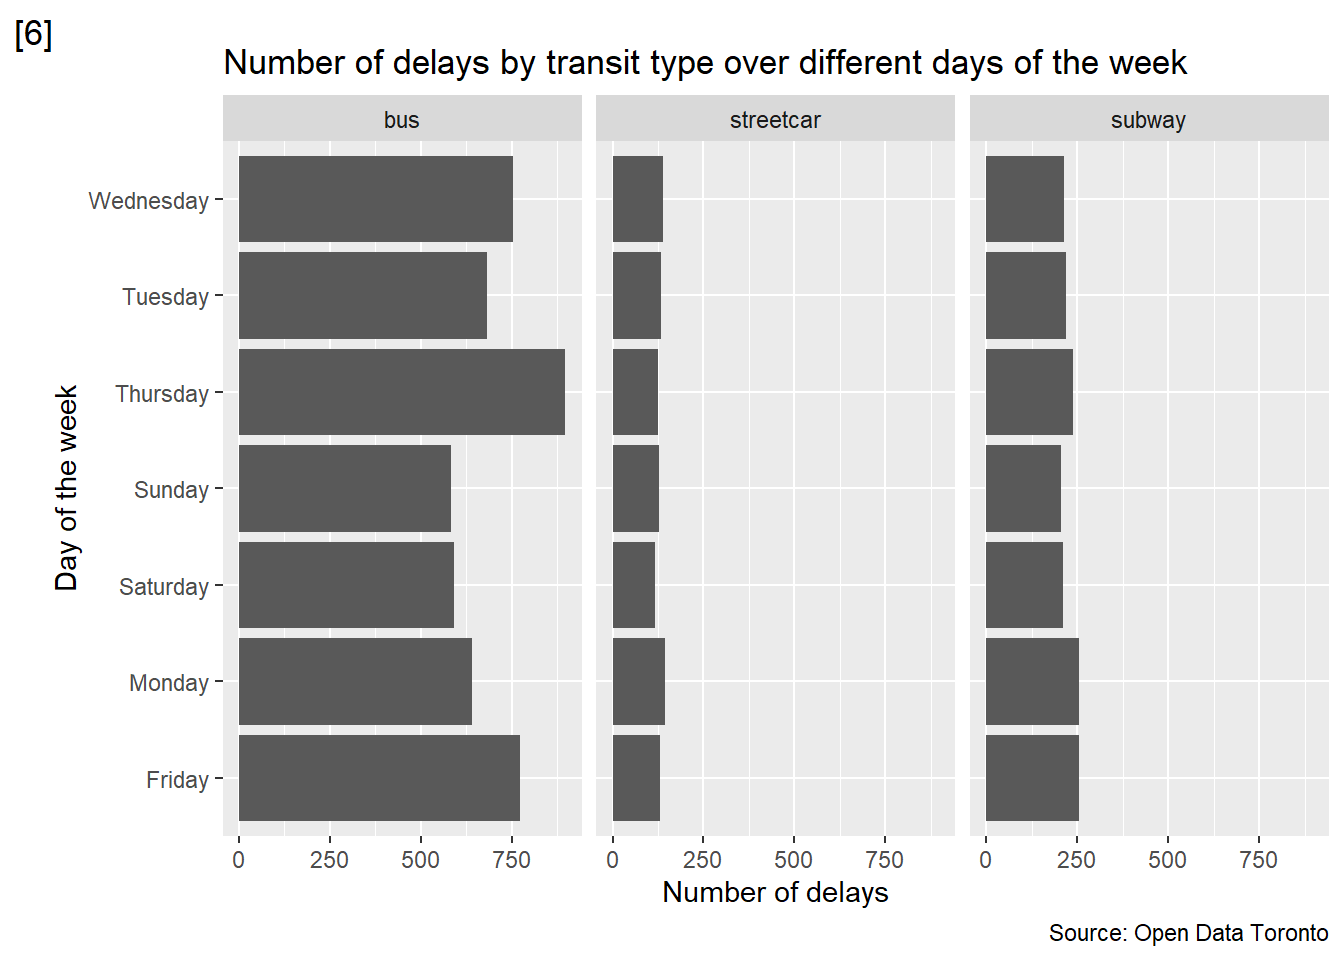 [6]
Number of delays by transit type over different days of the week
bus
streetcar
subway
Day of the week
Wednesday
Tuesday
Thursday
Sunday
Saturday
Monday
Friday
0 250 500 750
0 250 500 750
0 250 500 750
Number of delays
Source: Open Data Toronto